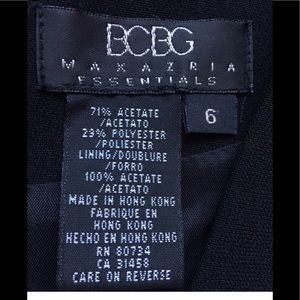 BCBG
MAXAZRIA
ESSENTIALS
6
71% ACETATE
/ACETATO
29% POLYESTER
/POLIESTER
LINING/DOUBLURE
/FORRO
100% ACETATE
/ACETATO
MADE IN HONG KONG
FABRIQUE EN
HONG KONG
HECHO EN HONG KONG
RN 80734
CA 31458
CARE ON REVERSE